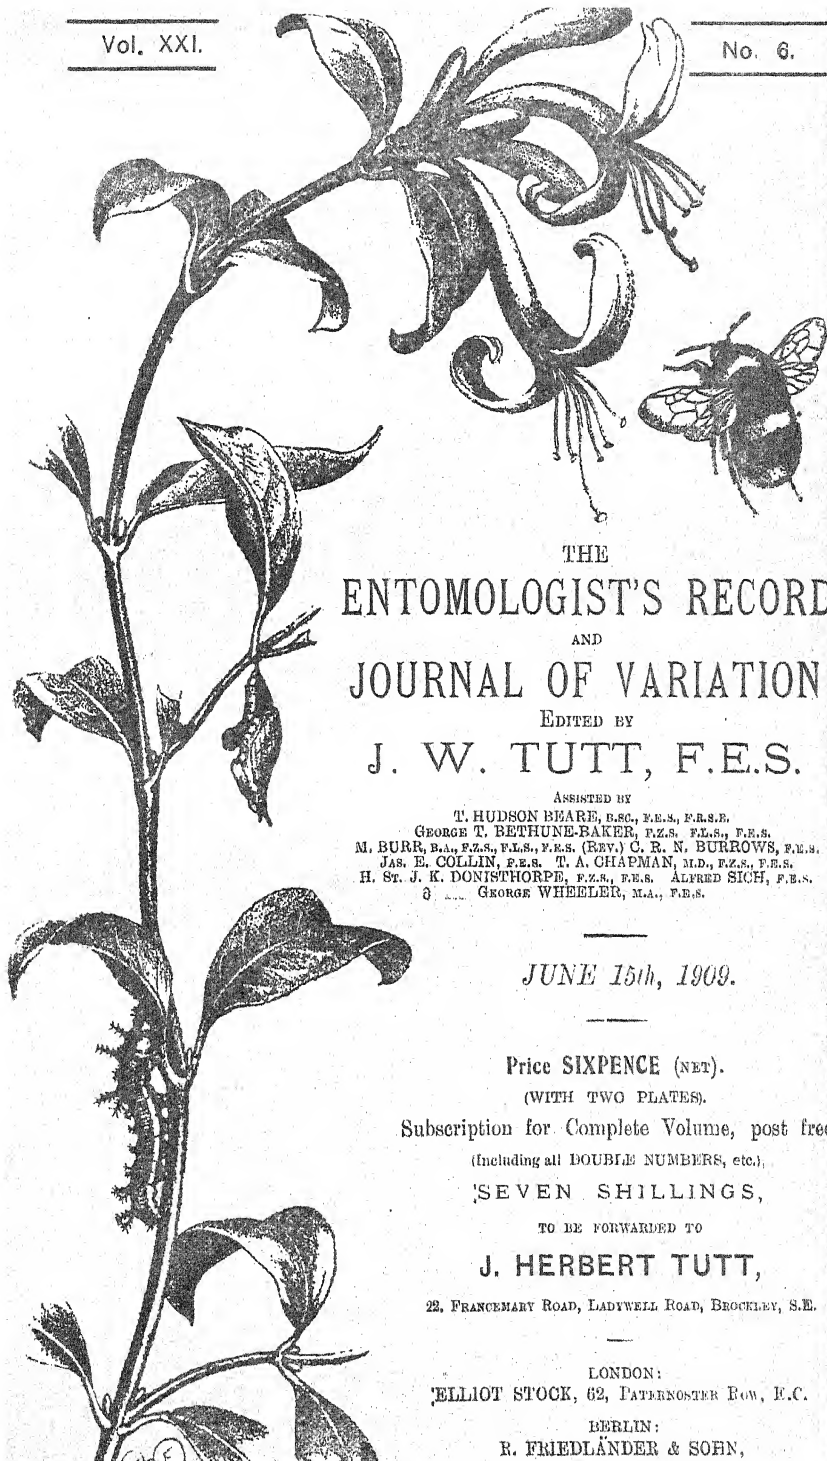 Vol. XXI.
No. 6.
THE
ENTOMOLOGIST'S RECORD
AND
JOURNAL OF VARIATION
EDITED BY
J. W. TUTT, F.E.S.
ASSISTED BY
T. HUDSON BEARE, B.SC., F.E.S., F.R.S.E.
GEORGE T. BETHUNE-BAKER, F.Z.S. F.L.S., F.E.S.
M. BURR, B.A., F.Z.S., F.L.S., F.E.S. (REV.) C. R. N. BURROWS, F.E.S.
JAS. E. COLLIN, F.E.S. T. A. CHAPMAN, M.D., F.Z.S., F.E.S.
H. ST. J. K. DONISTHORPE, F.Z.S., F.E.S. ALFRED SICH, F.E.S.
GEORGE WHEELER, M.A., F.E.S.
JUNE 15th, 1909.
Price SIXPENCE (NET).
(WITH TWO PLATES).
Subscription for Complete Volume, post free
(Including all DOUBLE NUMBERS, etc.),
SEVEN SHILLINGS,
TO BE FORWARDED TO
J. HERBERT TUTT,
22, FRANCEMARY ROAD, LADYWELL ROAD, BROCKLEY, S.E.
LONDON:
ELLIOT STOCK, 62, PATERNOSTER ROW, E.C.
BERLIN:
R. FRIEDLÄNDER & SOHN,